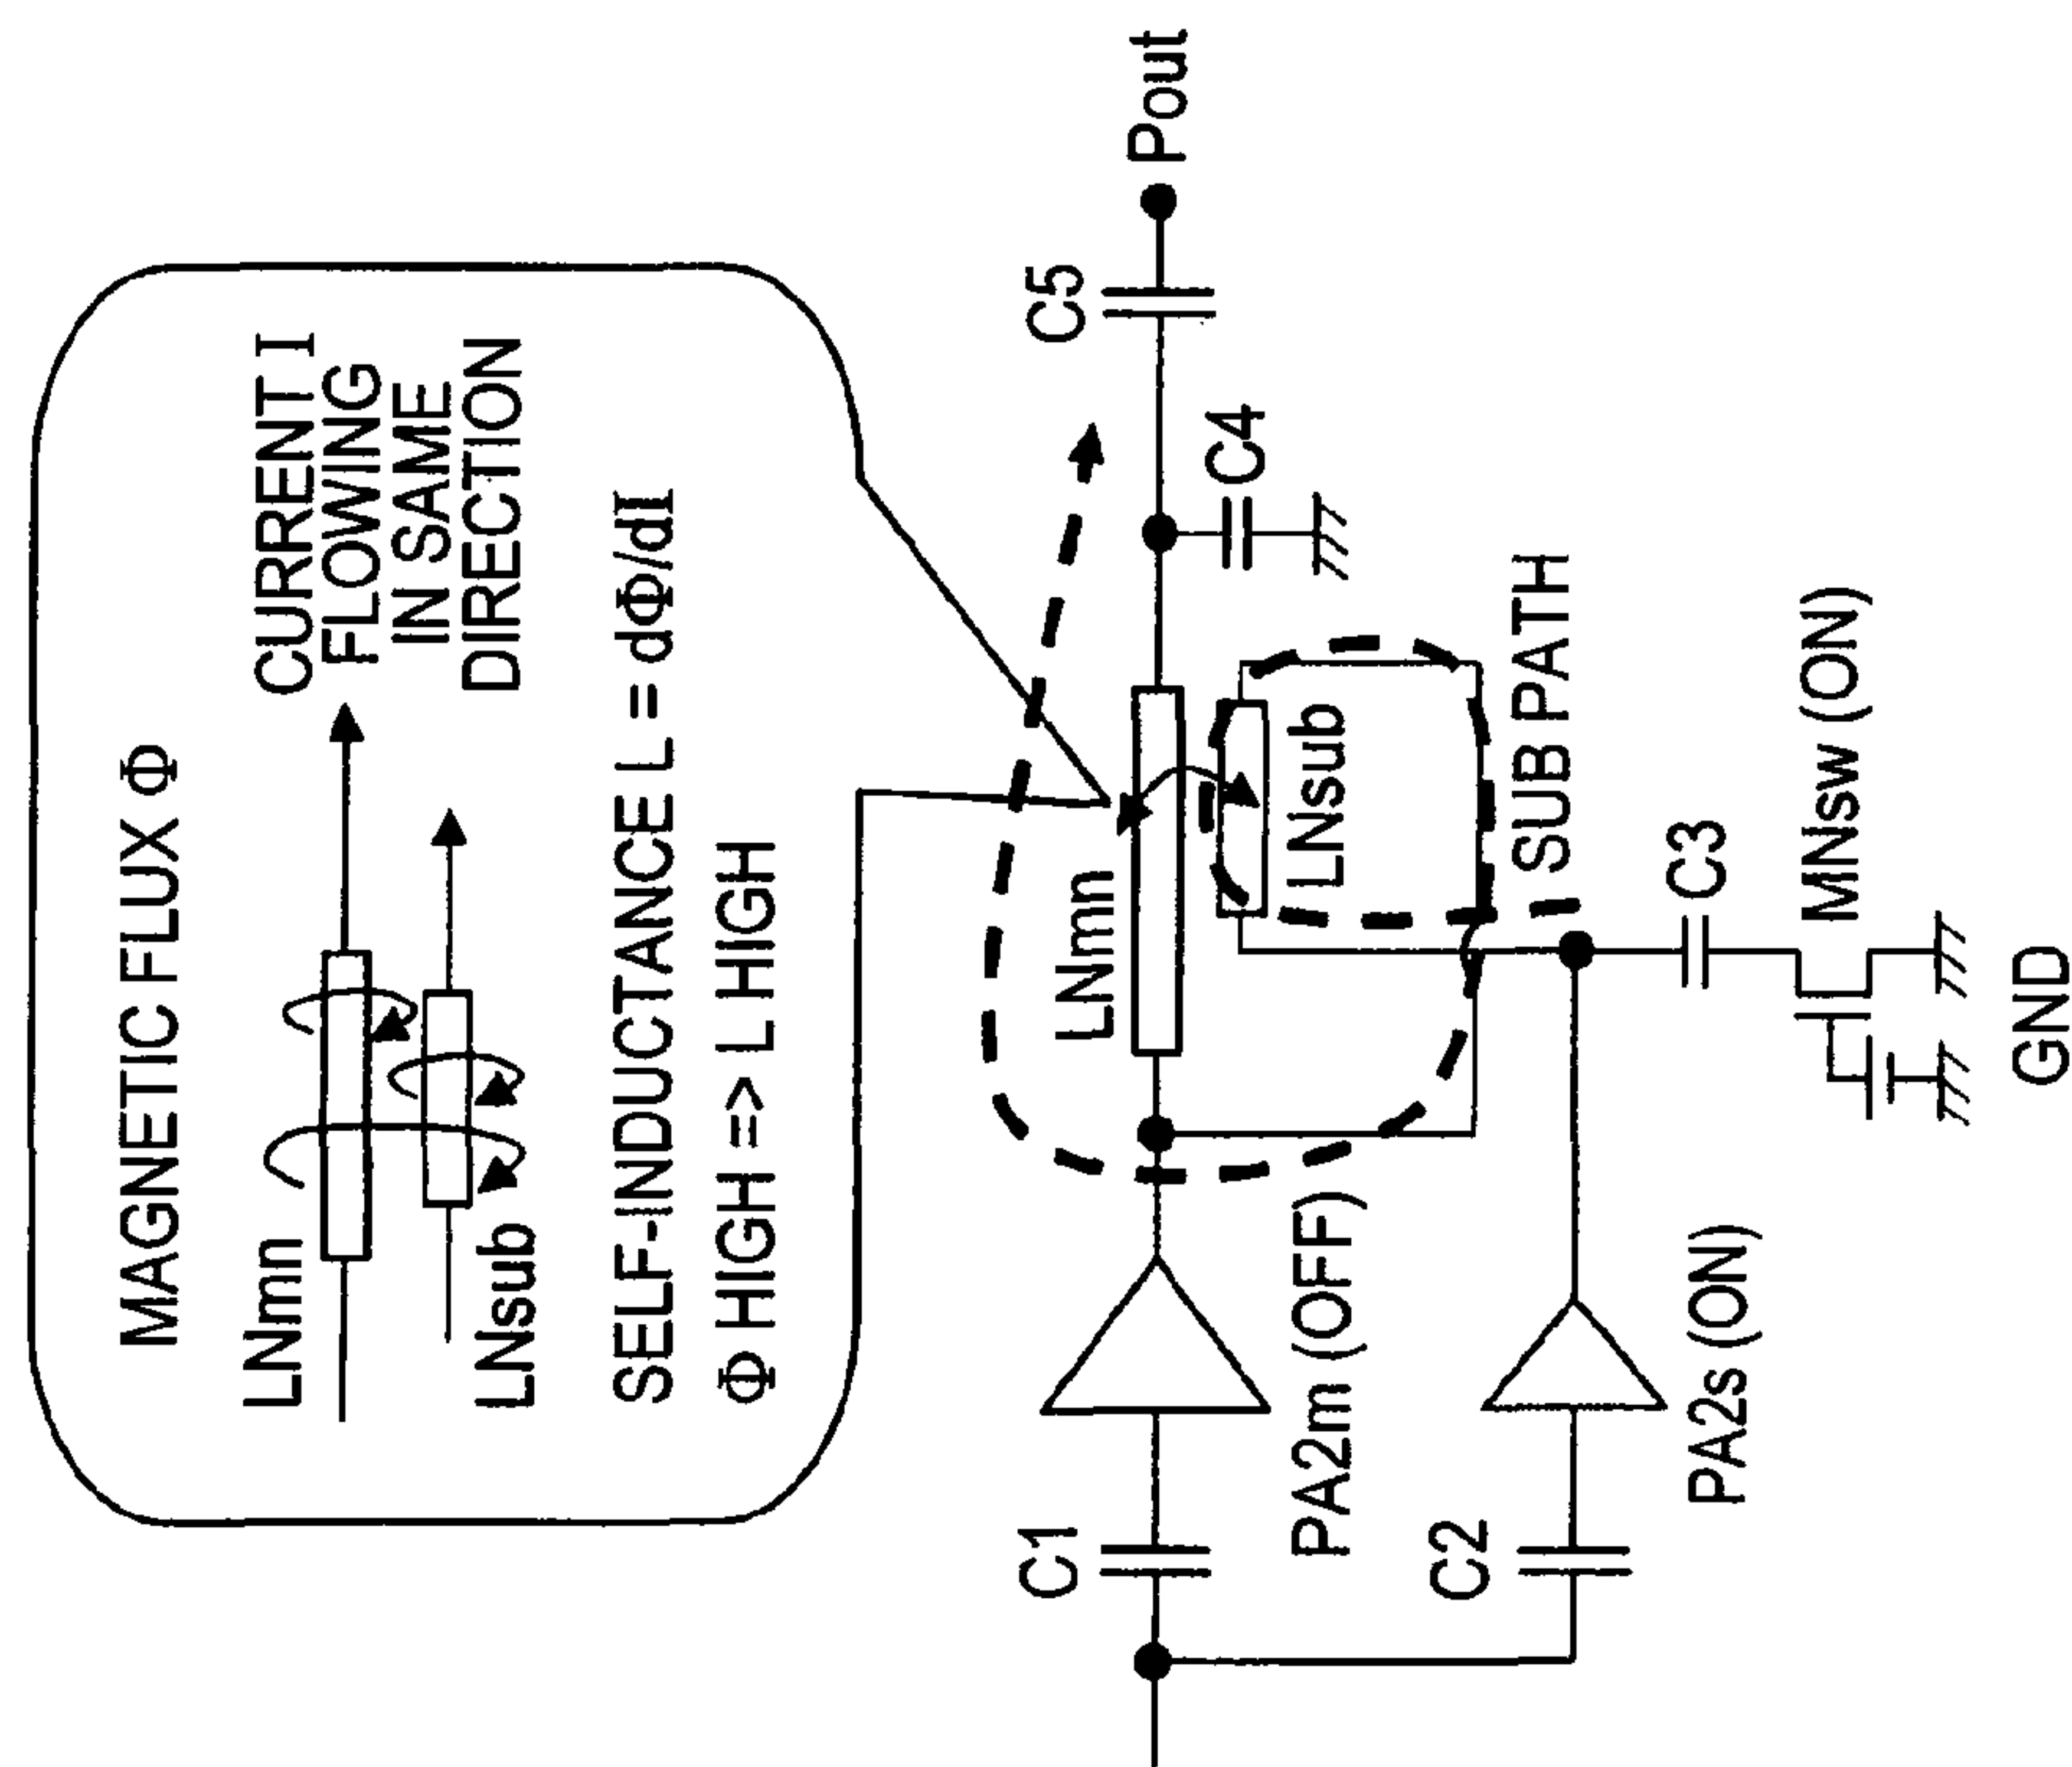 MAGNETIC FLUX Φ
LNmn
CURRENT I
FLOWING
IN SAME
DIRECTION
LNsub
SELF-INDUCTANCE L = dΦ/dI
Φ HIGH => L HIGH
C1
LNmn
C5
Pout
PA2m (OFF)
LNsub
C4
C2
SUB PATH
PA2s (ON)
C3
MNsw (ON)
GND